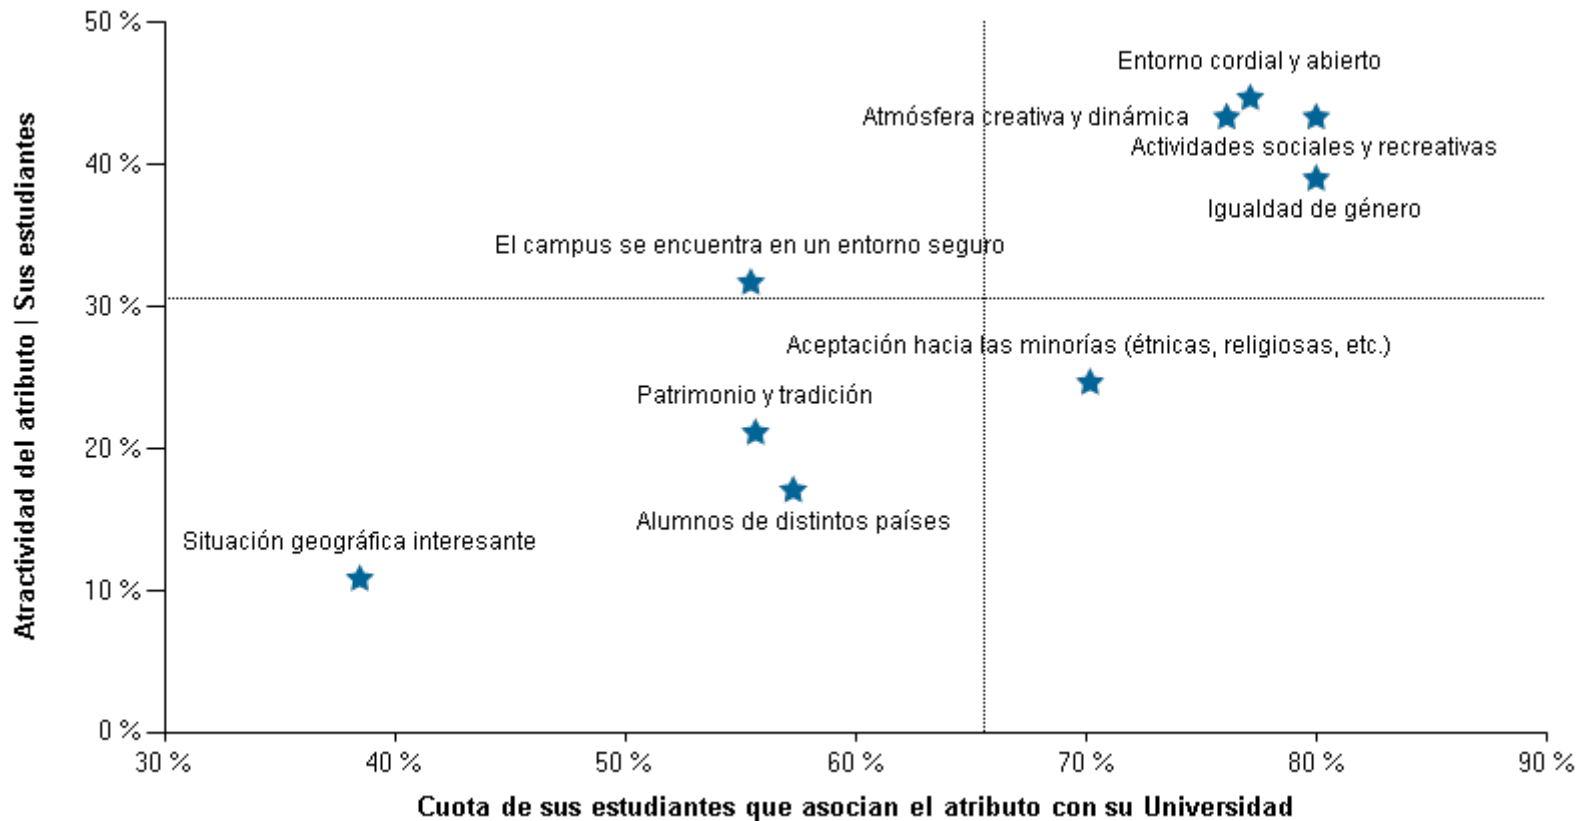 50 %
Entorno cordial y abierto
Atmósfera creativa y dinámica
Actividades sociales y recreativas
40 %
Igualdad de género
El campus se encuentra en un entorno seguro
30 %
Aceptación hacia las minorías (étnicas, religiosas, etc.)
Patrimonio y tradición
20 %
Alumnos de distintos países
Situación geográfica interesante
10 %
0 %
30 % 40 % 50 % 60 % 70 % 80 % 90 %
Cuota de sus estudiantes que asocian el atributo con su Universidad
Atractividad del atributo | Sus estudiantes